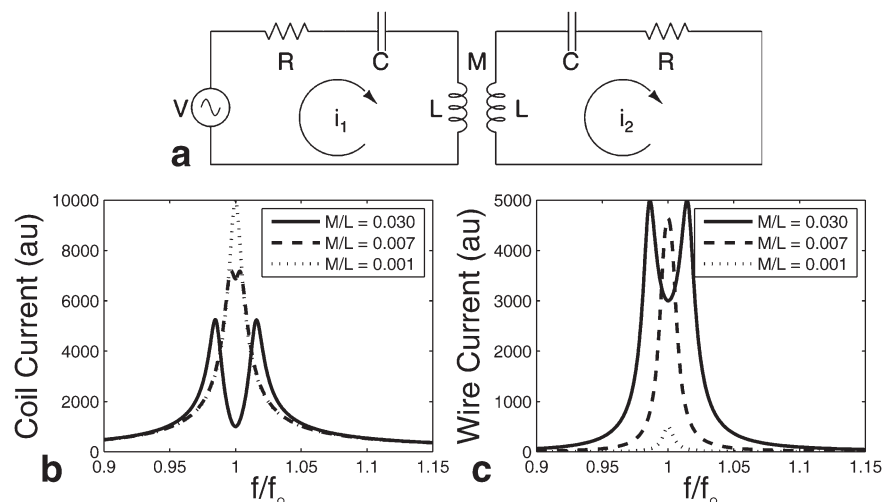 R C M C R
V L L
i1 i2
a
10000
8000
6000
4000
2000
0
Coil Current (au)
M/L = 0.030
M/L = 0.007
M/L = 0.001
0.9 0.95 1 1.05 1.1 1.15
f/fo
b
5000
4000
3000
2000
1000
0
Wire Current (au)
M/L = 0.030
M/L = 0.007
M/L = 0.001
0.9 0.95 1 1.05 1.1 1.15
f/fo
c